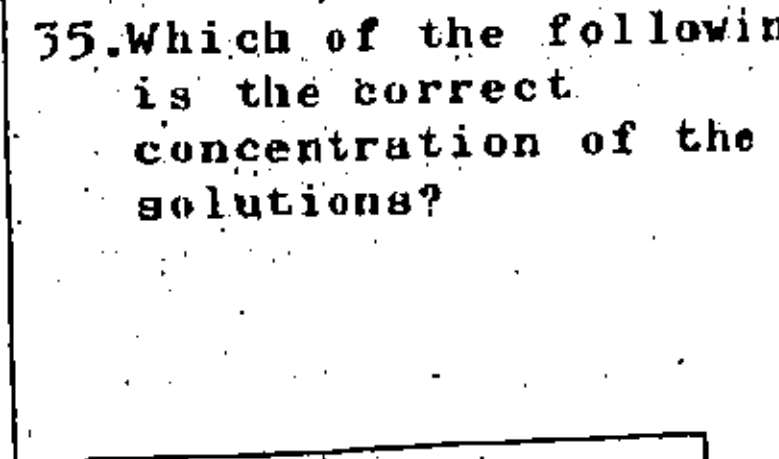 35.Which of the followin
is the correct
concentration of the
solutions?